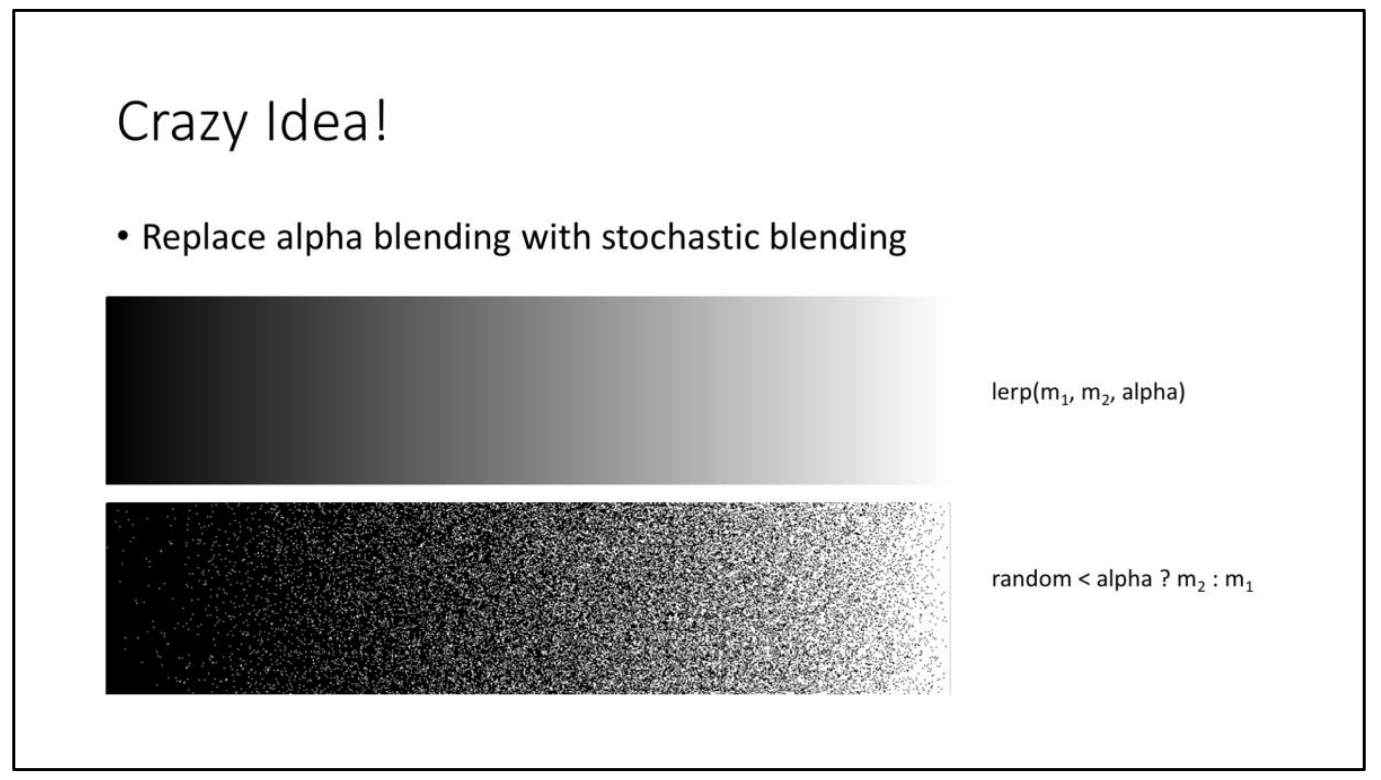 Crazy Idea!
• Replace alpha blending with stochastic blending
lerp(m₁, m₂, alpha)
random < alpha ? m₂ : m₁